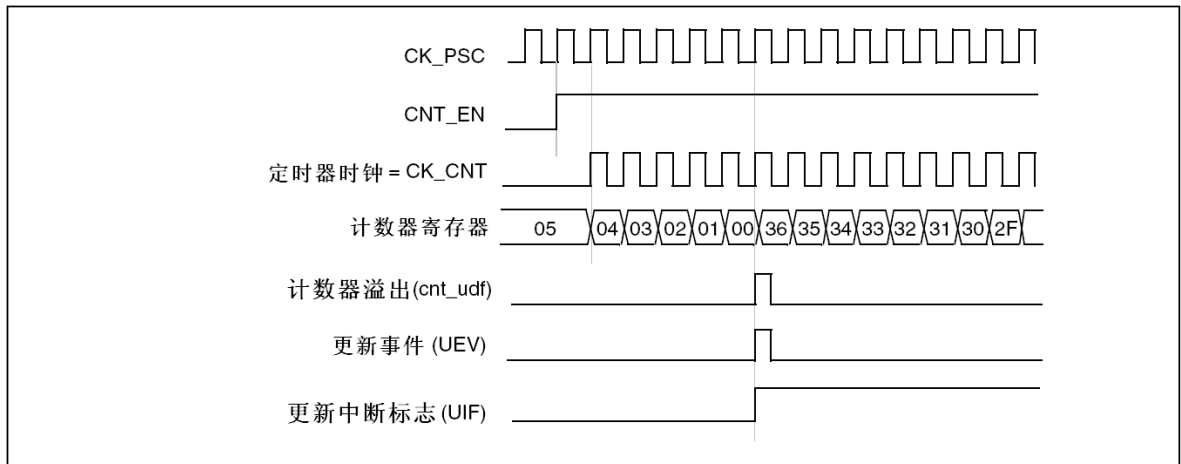 CK_PSC
CNT_EN
定时器时钟 = CK_CNT
计数器寄存器 05 04 03 02 01 00 36 35 34 33 32 31 30 2F
计数器溢出(cnt_udf)
更新事件 (UEV)
更新中断标志(UIF)